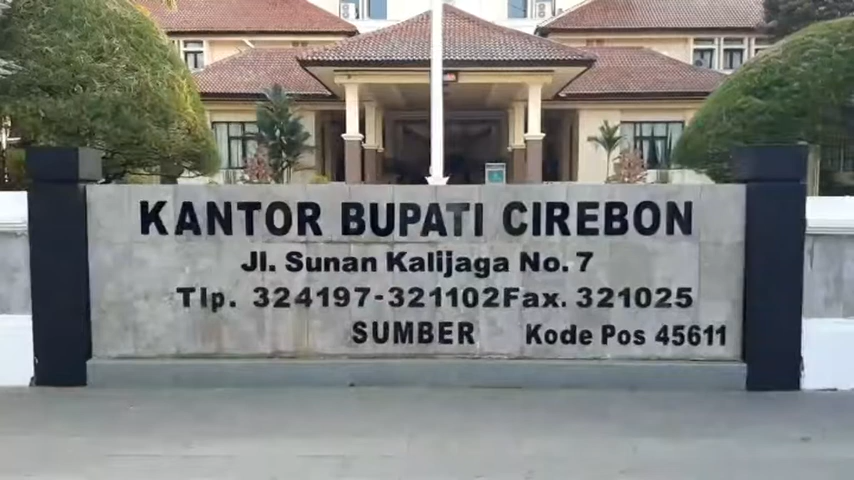 KANTOR BUPATI CIREBON
Jl. Sunan Kalijaga No. 7
Tlp. 324197-321102Fax. 321025
SUMBER Kode Pos 45611